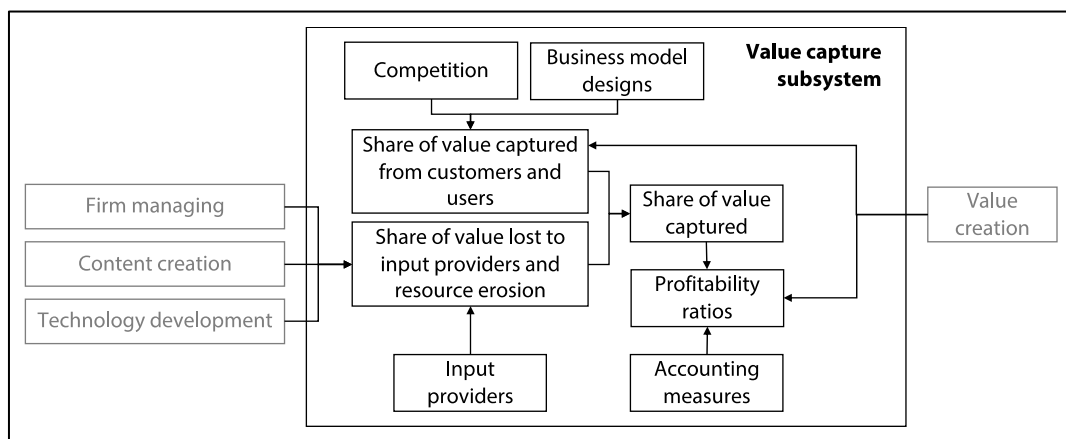 Value capture
subsystem
Competition
Business model
designs
Share of value captured
from customers and
users
Firm managing
Content creation
Technology development
Share of value lost to
input providers and
resource erosion
Share of value
captured
Value
creation
Profitability
ratios
Input
providers
Accounting
measures